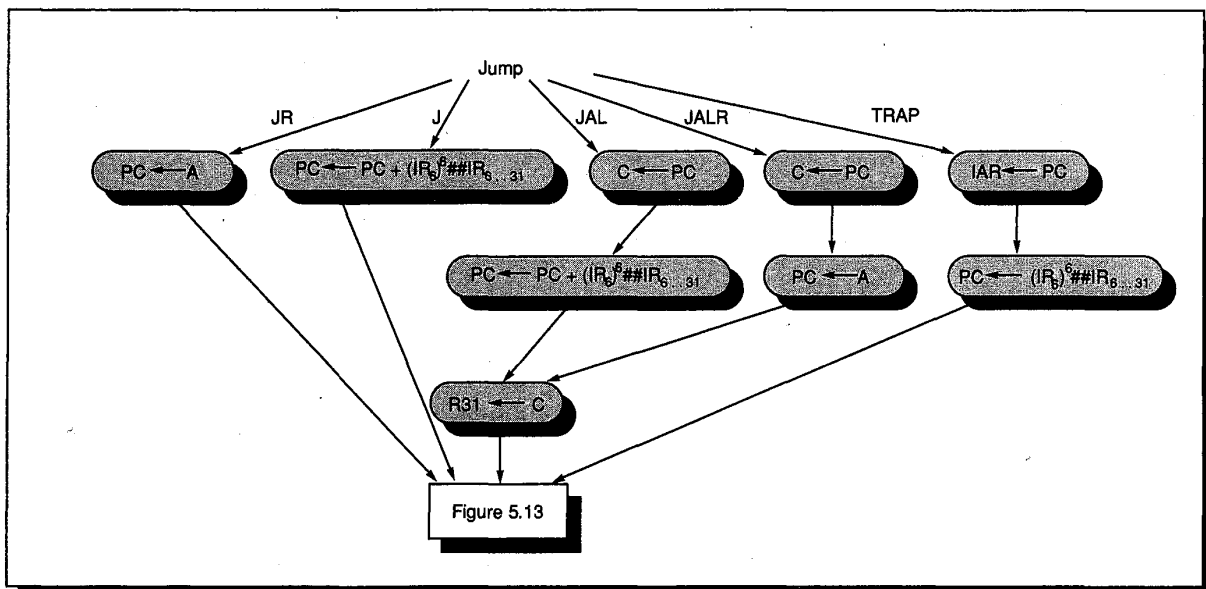 Jump
JR
J
JAL
JALR
TRAP
PC ← A
PC ← PC + (IR₆)⁶##IR₆..₃₁
C ← PC
C ← PC
IAR ← PC
PC ← PC + (IR₆)⁶##IR₆..₃₁
PC ← A
PC ← (IR₆)⁶##IR₆..₃₁
R31 ← C
Figure 5.13